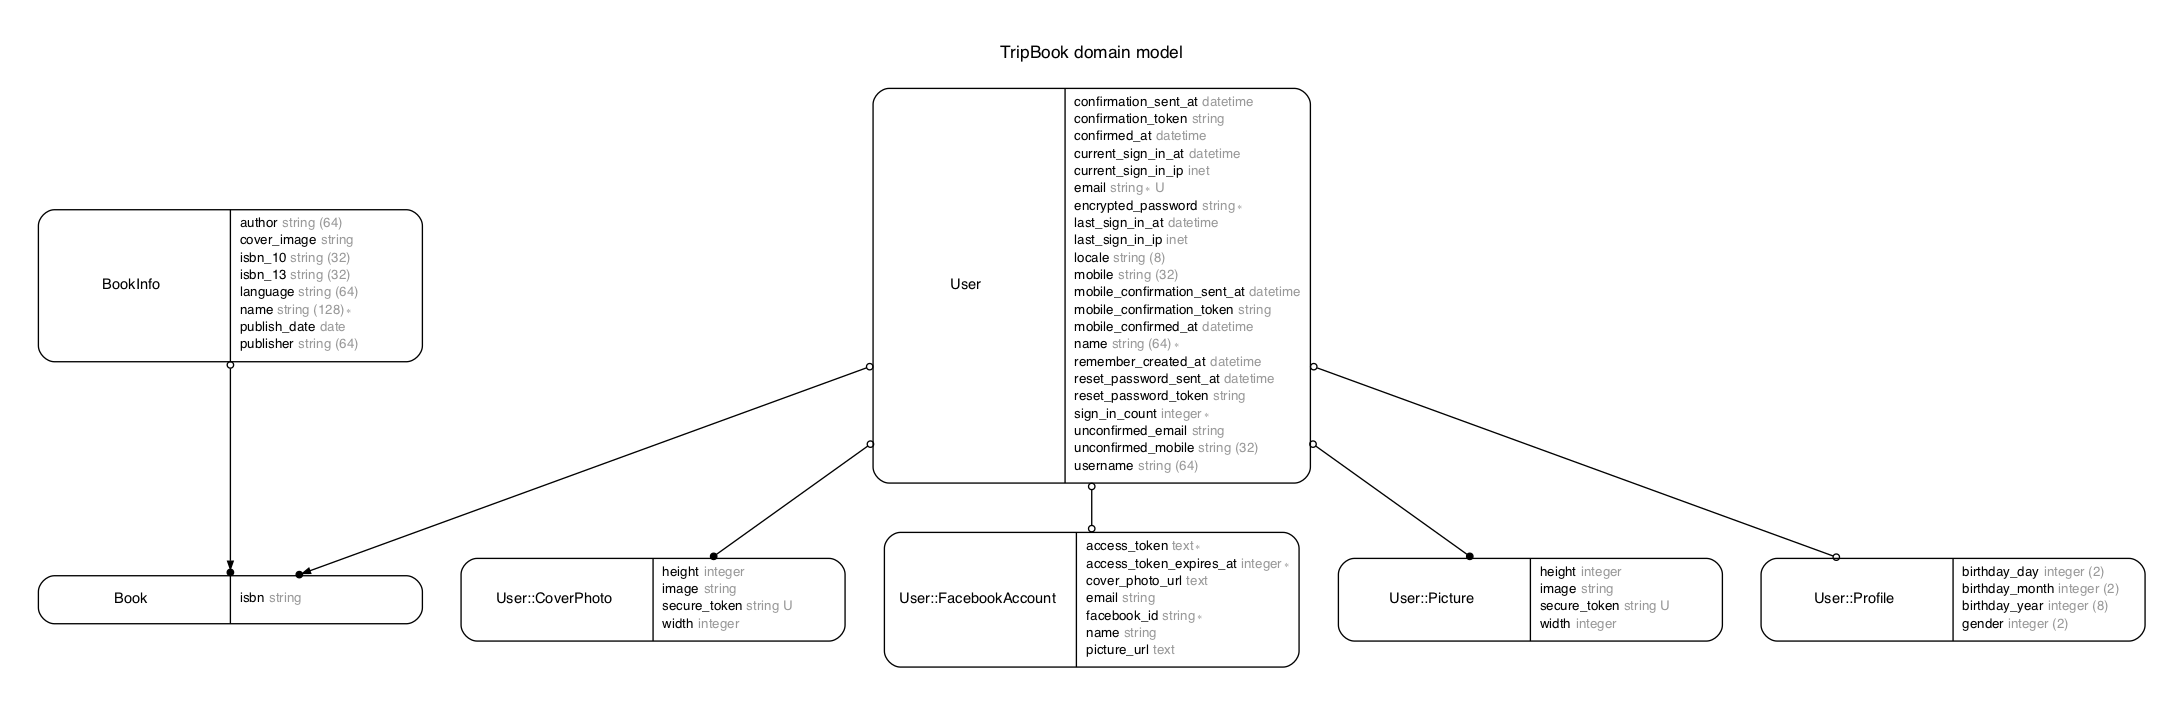 TripBook domain model
BookInfo
author string (64)
cover_image string
isbn_10 string (32)
isbn_13 string (32)
language string (64)
name string (128)∗
publish_date date
publisher string (64)
User
confirmation_sent_at datetime
confirmation_token string
confirmed_at datetime
current_sign_in_at datetime
current_sign_in_ip inet
email string∗ U
encrypted_password string∗
last_sign_in_at datetime
last_sign_in_ip inet
locale string (8)
mobile string (32)
mobile_confirmation_sent_at datetime
mobile_confirmation_token string
mobile_confirmed_at datetime
name string (64)∗
remember_created_at datetime
reset_password_sent_at datetime
reset_password_token string
sign_in_count integer∗
unconfirmed_email string
unconfirmed_mobile string (32)
username string (64)
Book
isbn string
User::CoverPhoto
height integer
image string
secure_token string U
width integer
User::FacebookAccount
access_token text∗
access_token_expires_at integer∗
cover_photo_url text
email string
facebook_id string∗
name string
picture_url text
User::Picture
height integer
image string
secure_token string U
width integer
User::Profile
birthday_day integer (2)
birthday_month integer (2)
birthday_year integer (8)
gender integer (2)